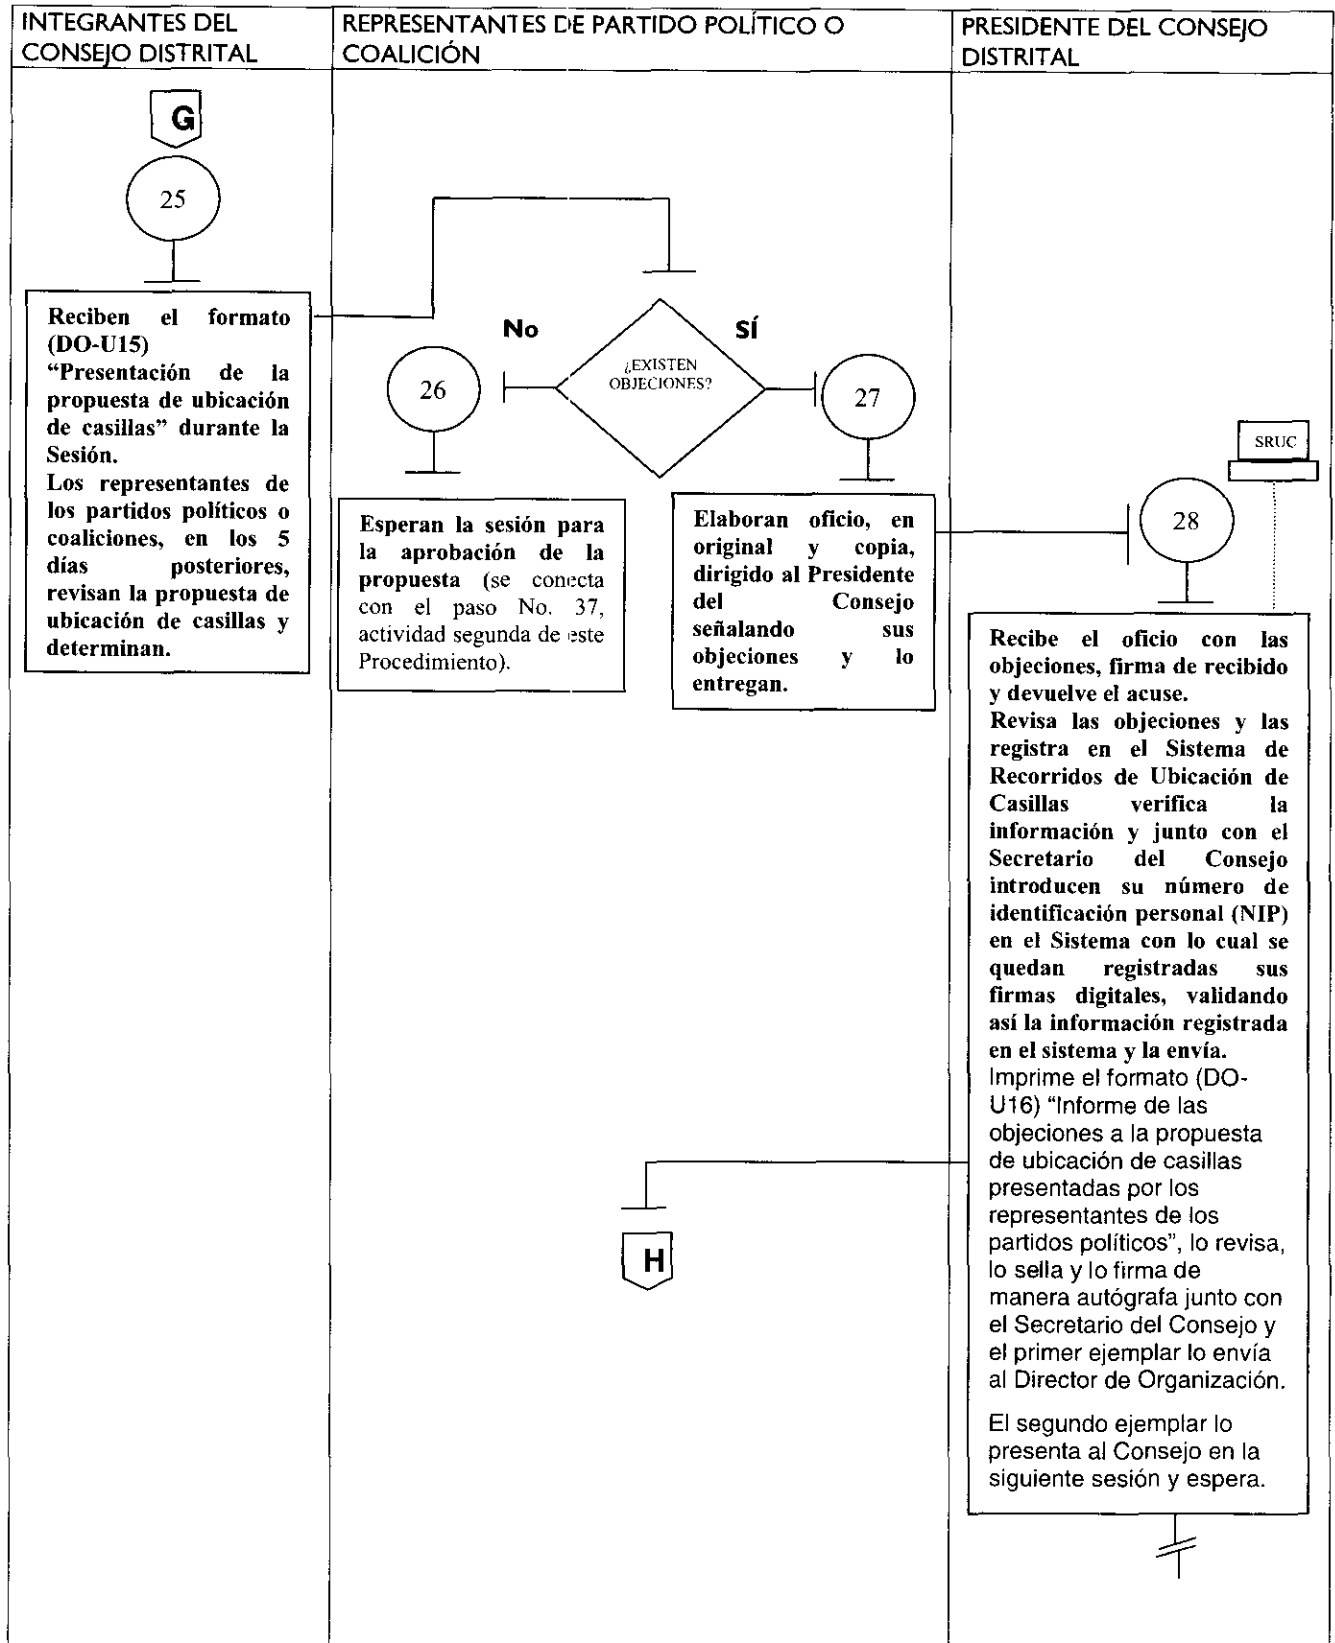 INTEGRANTES DEL
CONSEJO DISTRITAL
REPRESENTANTES DE PARTIDO POLÍTICO O
COALICIÓN
PRESIDENTE DEL CONSEJO
DISTRITAL
G
25
Reciben el formato
(DO-U15)
“Presentación de la
propuesta de ubicación
de casillas” durante la
Sesión.
Los representantes de
los partidos políticos o
coaliciones, en los 5
días posteriores,
revisan la propuesta de
ubicación de casillas y
determinan.
No
SÍ
¿EXISTEN
OBJECIONES?
26
27
Esperan la sesión para
la aprobación de la
propuesta (se conecta
con el paso No. 37,
actividad segunda de este
Procedimiento).
Elaboran oficio, en
original y copia,
dirigido al Presidente
del Consejo
señalando sus
objeciones y lo
entregan.
SRUC
28
Recibe el oficio con las
objeciones, firma de recibido
y devuelve el acuse.
Revisa las objeciones y las
registra en el Sistema de
Recorridos de Ubicación de
Casillas verifica la
información y junto con el
Secretario del Consejo
introducen su número de
identificación personal (NIP)
en el Sistema con lo cual se
quedan registradas sus
firmas digitales, validando
así la información registrada
en el sistema y la envía.
Imprime el formato (DO-
U16) “Informe de las
objeciones a la propuesta
de ubicación de casillas
presentadas por los
representantes de los
partidos políticos”, lo revisa,
lo sella y lo firma de
manera autógrafa junto con
el Secretario del Consejo y
el primer ejemplar lo envía
al Director de Organización.
El segundo ejemplar lo
presenta al Consejo en la
siguiente sesión y espera.
H